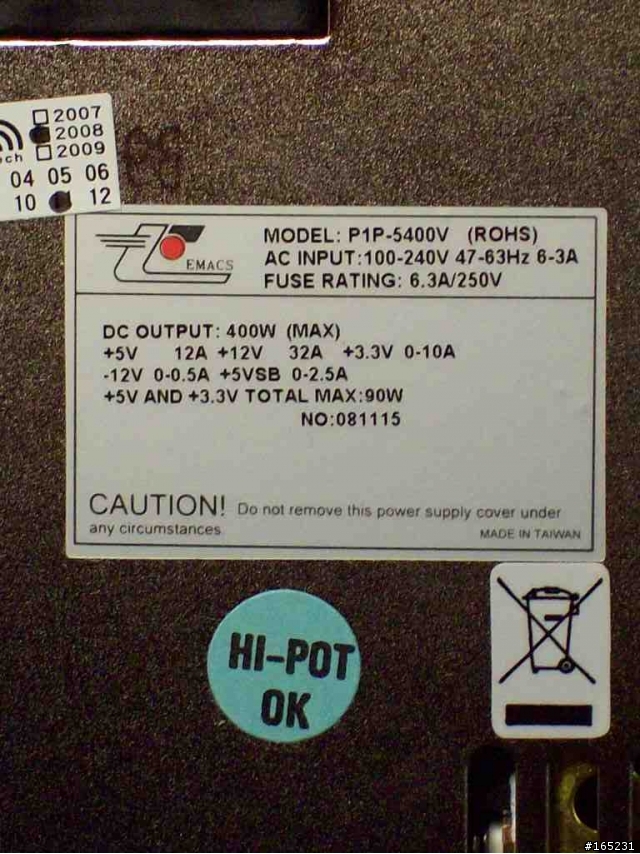 2007
2008
2009
ech
04 05 06
10 12
EMACS
MODEL: P1P-5400V (ROHS)
AC INPUT:100-240V 47-63Hz 6-3A
FUSE RATING: 6.3A/250V
DC OUTPUT: 400W (MAX)
+5V 12A +12V 32A +3.3V 0-10A
-12V 0-0.5A +5VSB 0-2.5A
+5V AND +3.3V TOTAL MAX:90W
NO:081115
CAUTION! Do not remove this power supply cover under
any circumstances
MADE IN TAIWAN
HI-POT
OK
#165231